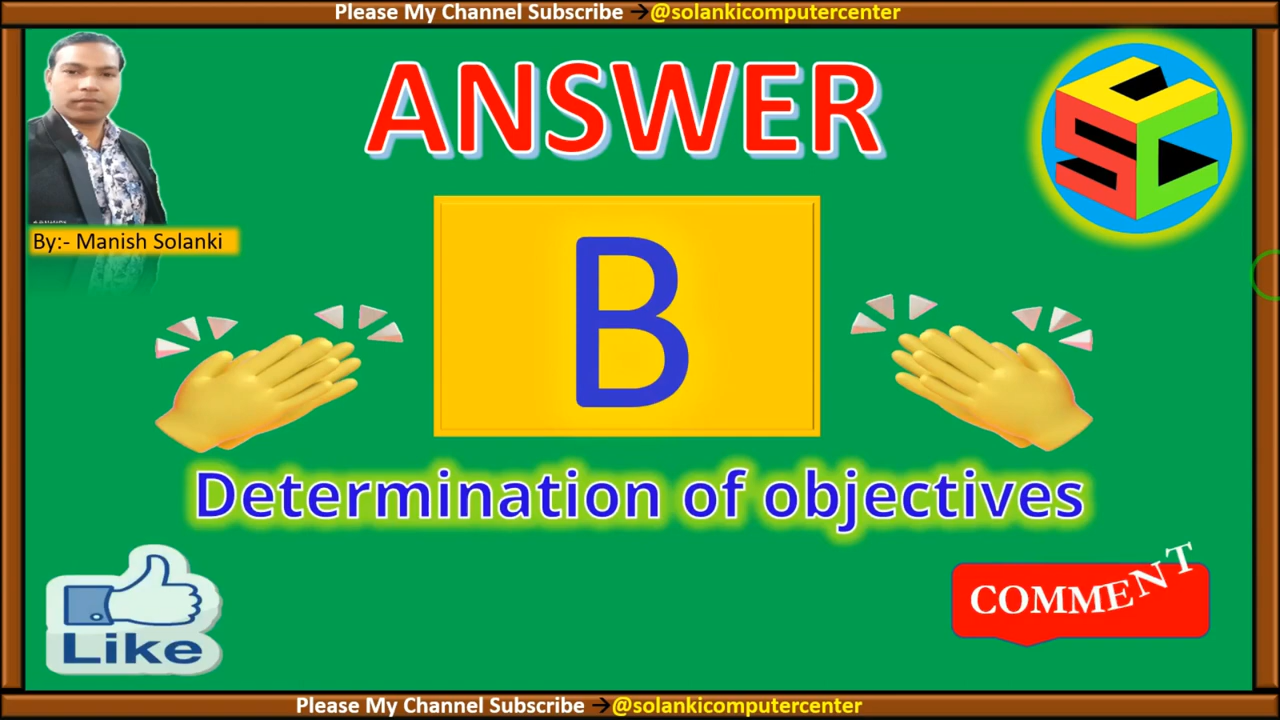 Please My Channel Subscribe →@solankicomputercenter
ANSWER
By:- Manish Solanki
B
Determination of objectives
Like
COMMENT
Please My Channel Subscribe →@solankicomputercenter